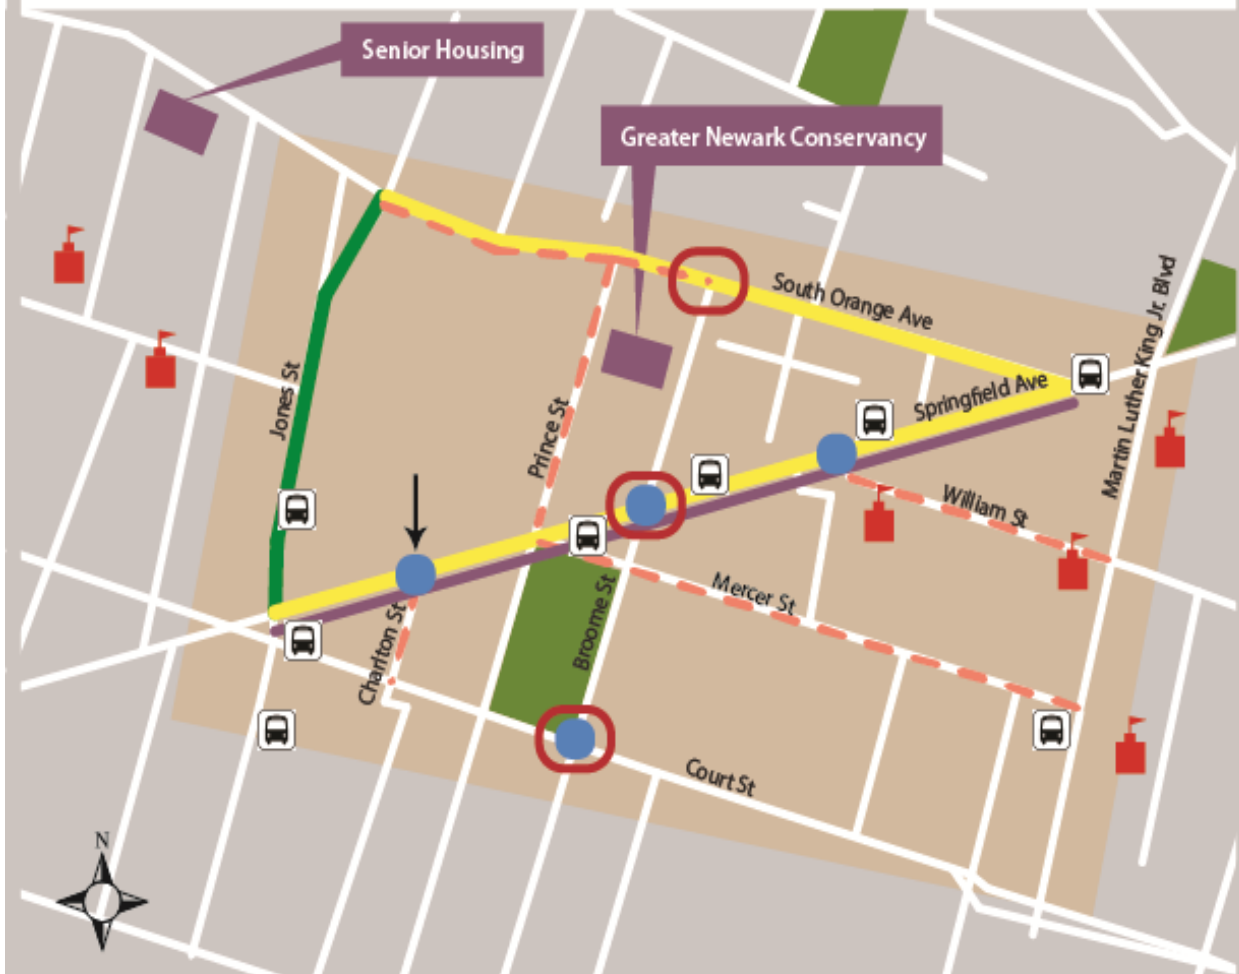 Senior Housing
Greater Newark Conservancy
South Orange Ave
Martin Luther King Jr. Blvd
Jones St
Springfield Ave
Prince St
William St
Mercer St
Charlton St
Broome St
Court St
N